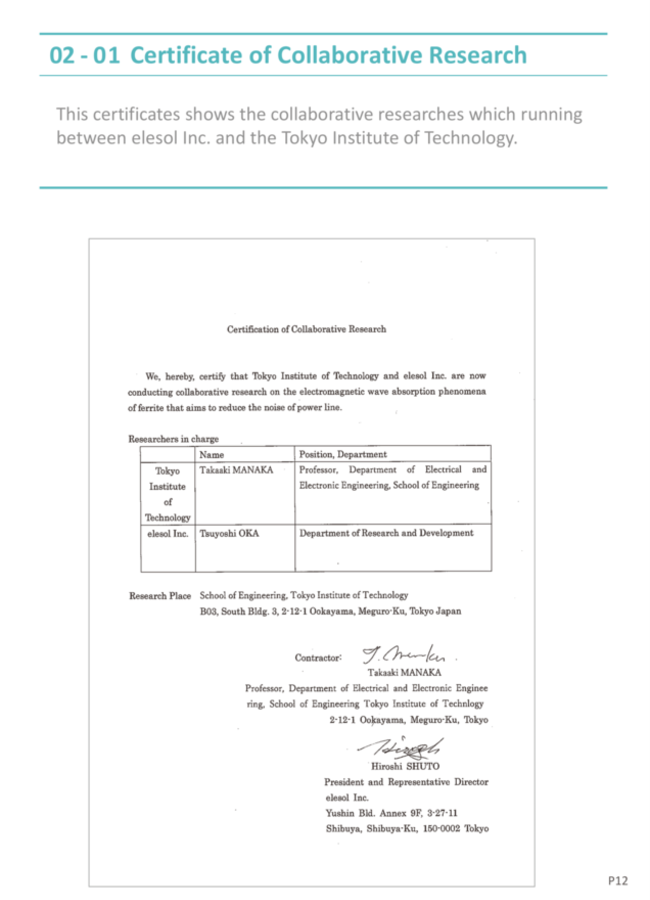 02 - 01 Certificate of Collaborative Research
This certificates shows the collaborative researches which running
between elesol Inc. and the Tokyo Institute of Technology.
Certification of Collaborative Research
We, hereby, certify that Tokyo Institute of Technology and elesol Inc. are now
conducting collaborative research on the electromagnetic wave absorption phenomena
of ferrite that aims to reduce the noise of power line.
Researchers in charge
Name Position, Department
Tokyo Institute of Technology Takaaki MANAKA Professor, Department of Electrical and
Electronic Engineering, School of Engineering
elesol Inc. Tsuyoshi OKA Department of Research and Development
Research Place School of Engineering, Tokyo Institute of Technology
B03, South Bldg. 3, 2-12-1 Ookayama, Meguro-Ku, Tokyo Japan
Contractor:
Takaaki MANAKA
Professor, Department of Electrical and Electronic Enginee
ring, School of Engineering Tokyo Institute of Technlogy
2-12-1 Ookayama, Meguro-Ku, Tokyo
Hiroshi SHUTO
President and Representative Director
elesol Inc.
Yushin Bld. Annex 9F, 3-27-11
Shibuya, Shibuya-Ku, 150-0002 Tokyo
P12